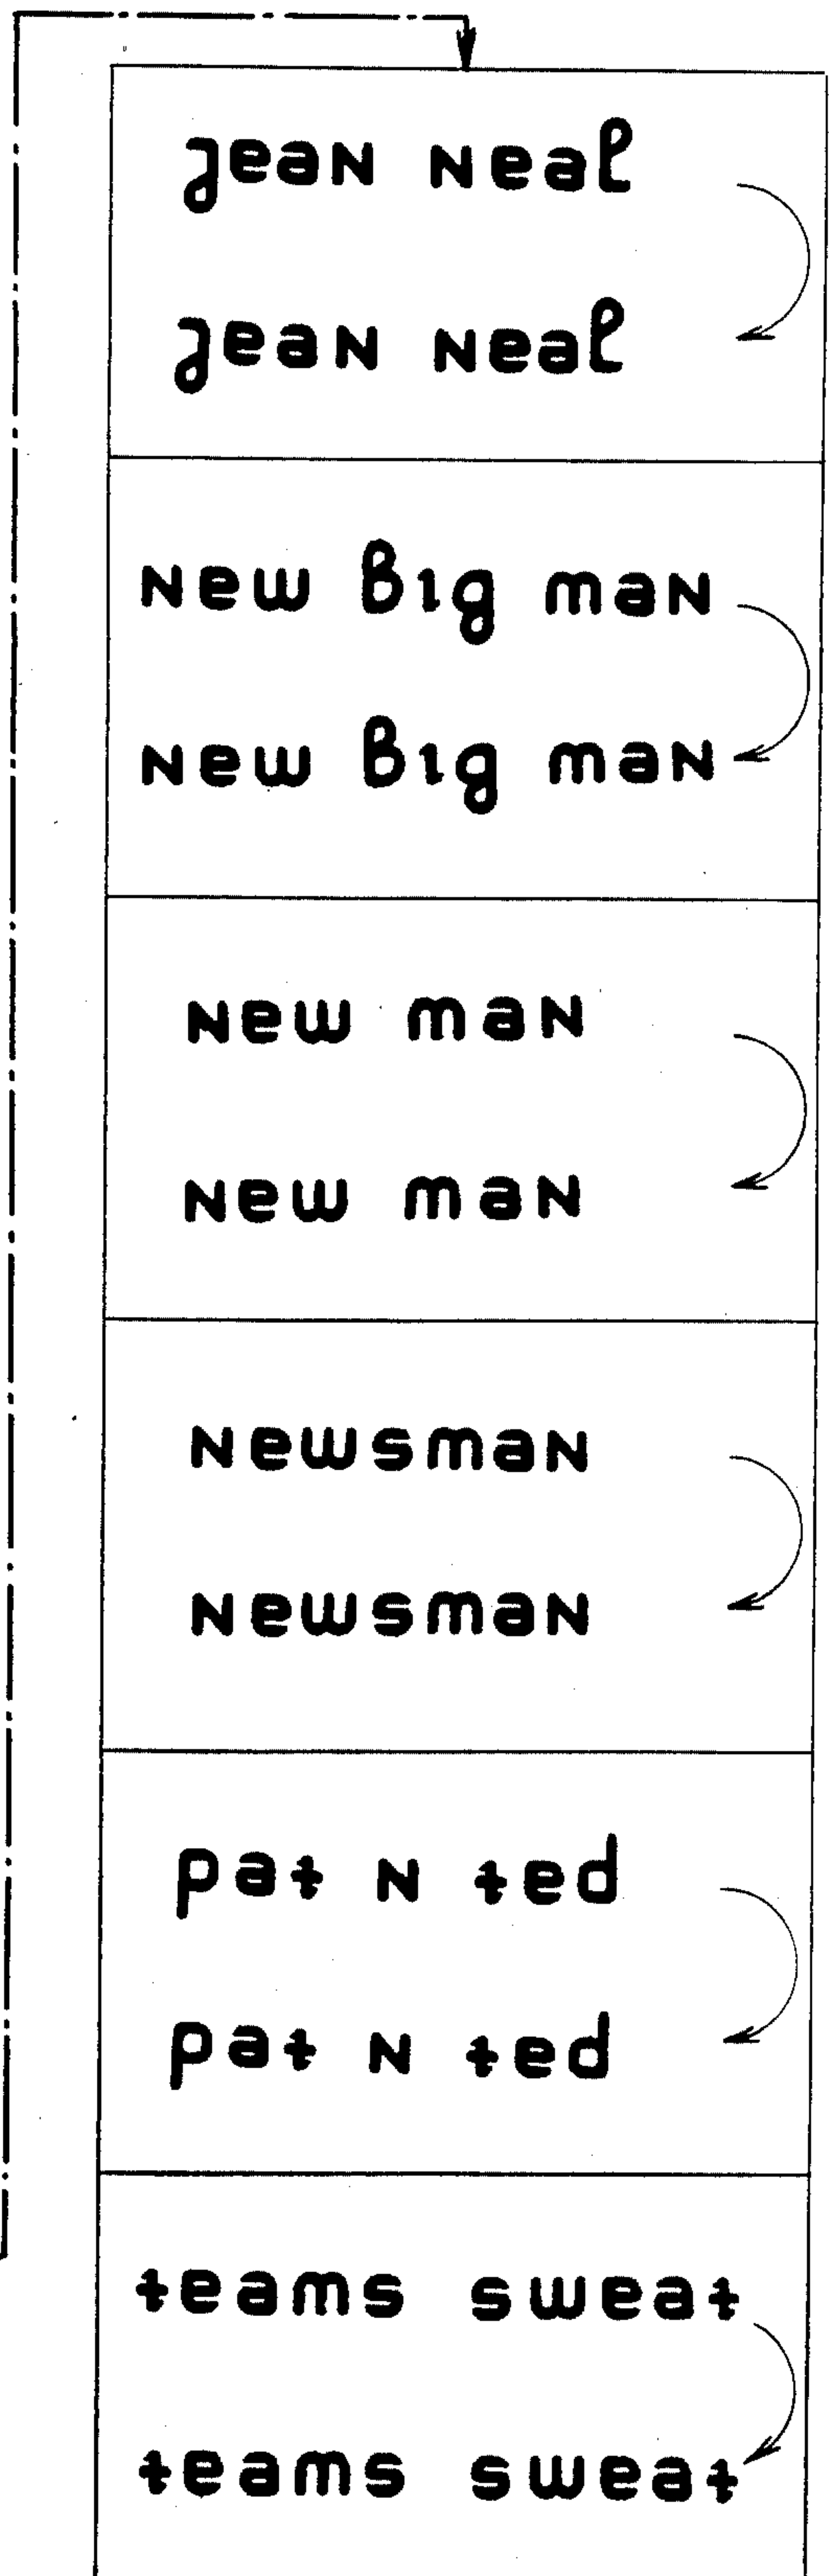 jeaN Neal
jeaN Neal
New Big maN
New Big maN
New maN
New maN
NewsmaN
NewsmaN
pat N ted
pat N ted
teams sweat
teams sweat